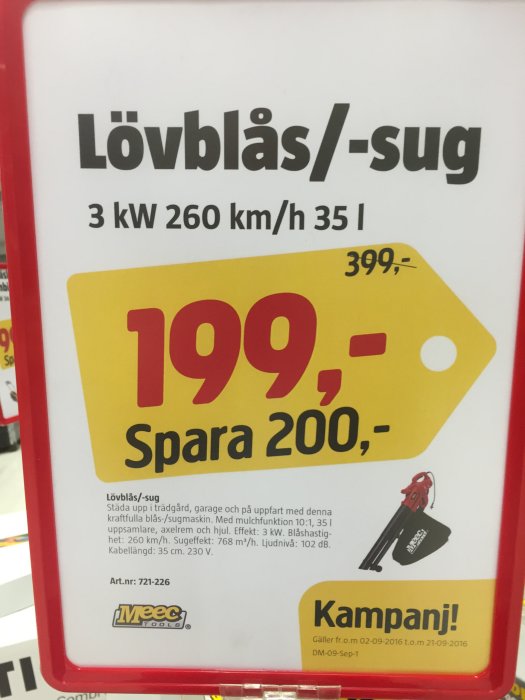 Lövblås/-sug
3 kW 260 km/h 35 l
399,-
199,-
Spara 200,-
Lövblås/-sug
Städa upp i trädgård, garage och på uppfart med denna
kraftfulla blås-/sugmaskin. Med mulchfunktion 10:1, 35 l
uppsamlare, axelrem och hjul. Effekt: 3 kW. Blåshastig-
het: 260 km/h. Sugeffekt: 768 m³/h. Ljudnivå: 102 dB.
Kabellängd: 35 cm. 230 V.
Art.nr: 721-226
Meec
TOOLS®
Meec
Kampanj!
Gäller fr.o.m 02-09-2016 t.o.m 21-09-2016
DM-09-Sep-1
TI
Combi